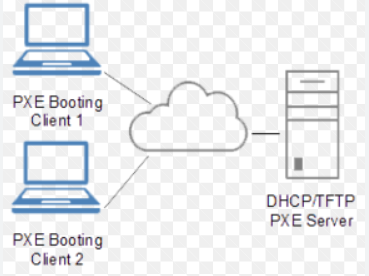 PXE Booting
Client 1
DHCP/TFTP
PXE Server
PXE Booting
Client 2